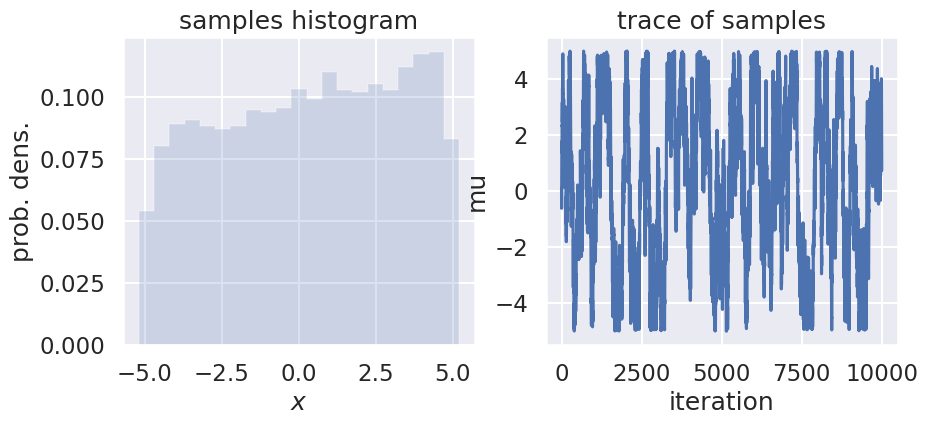 samples histogram
prob. dens.
0.100
0.075
0.050
0.025
0.000
−5.0 −2.5 0.0 2.5 5.0
x
trace of samples
mu
4
2
0
−2
−4
0 2500 5000 7500 10000
iteration